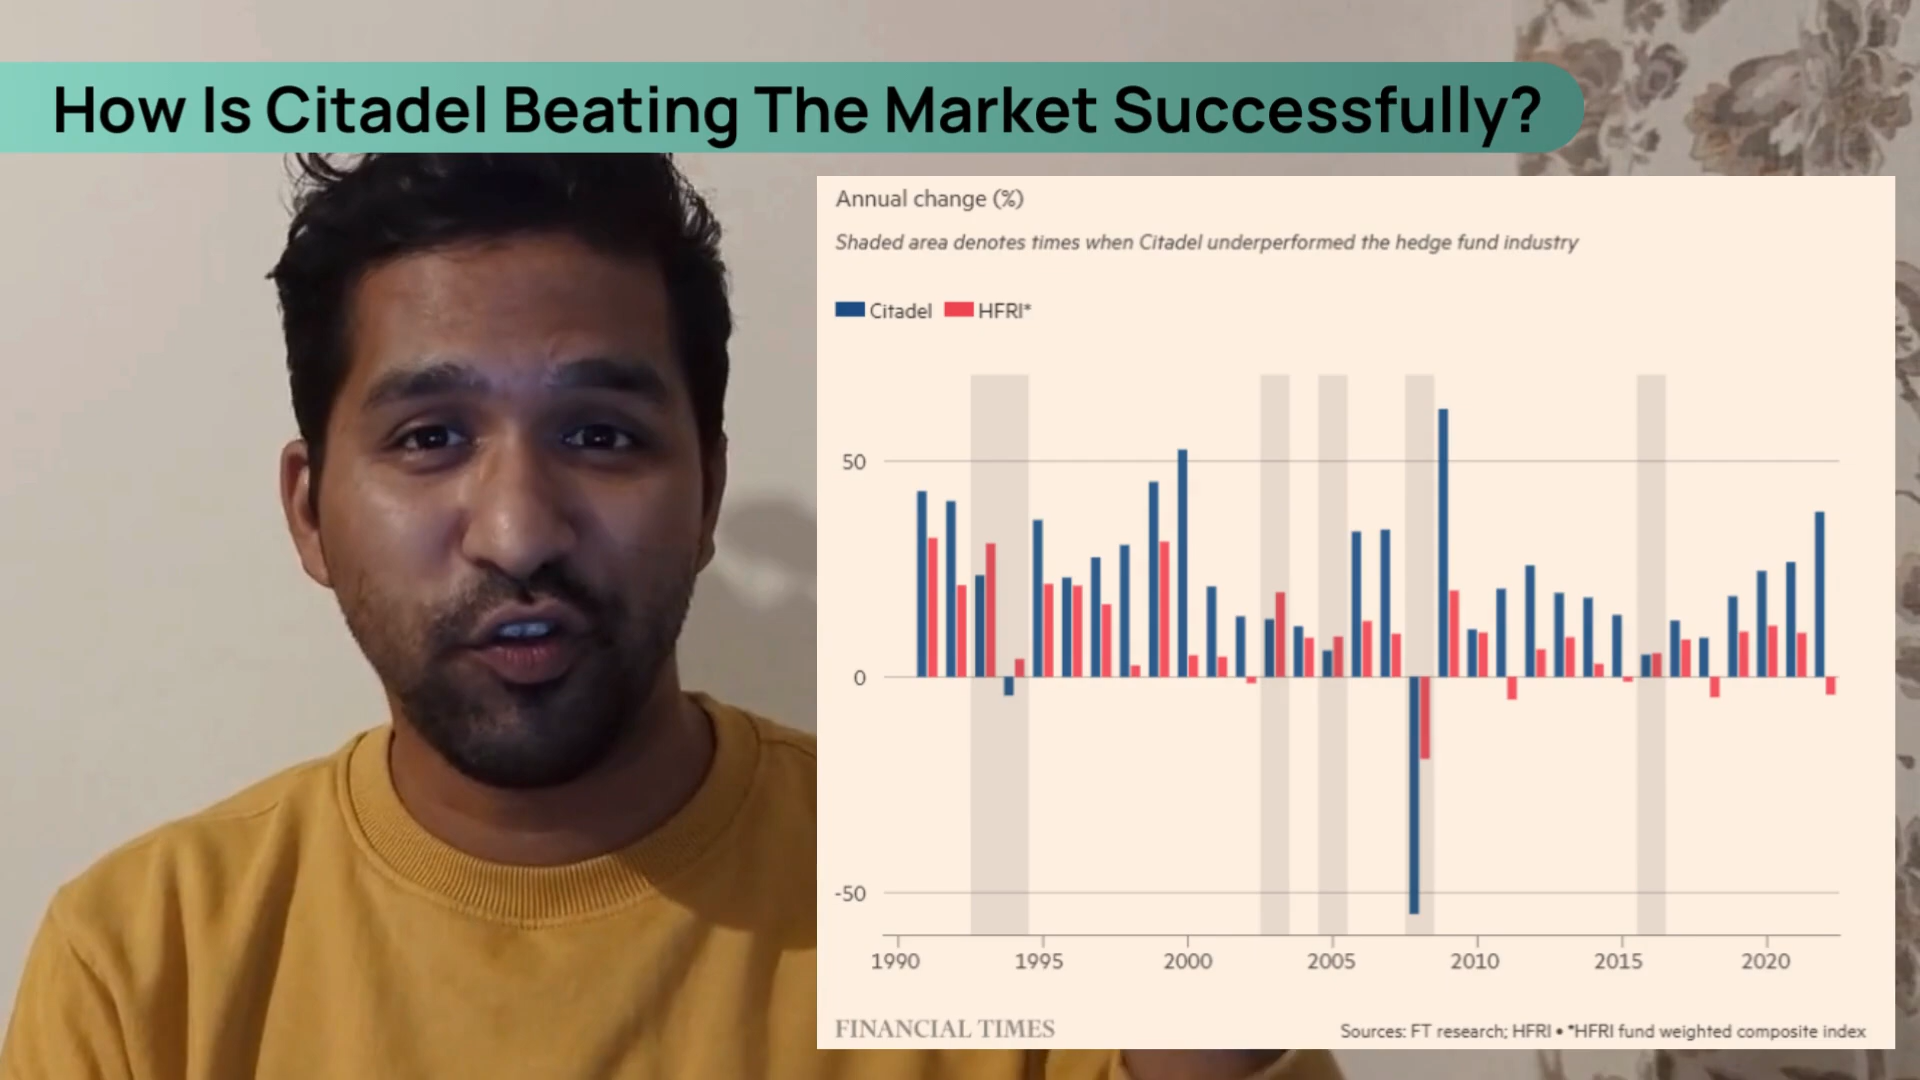 How Is Citadel Beating The Market Successfully?
Annual change (%)
Shaded area denotes times when Citadel underperformed the hedge fund industry
Citadel HFRI*
50
0
-50
1990 1995 2000 2005 2010 2015 2020
FINANCIAL TIMES
Sources: FT research; HFRI • *HFRI fund weighted composite index